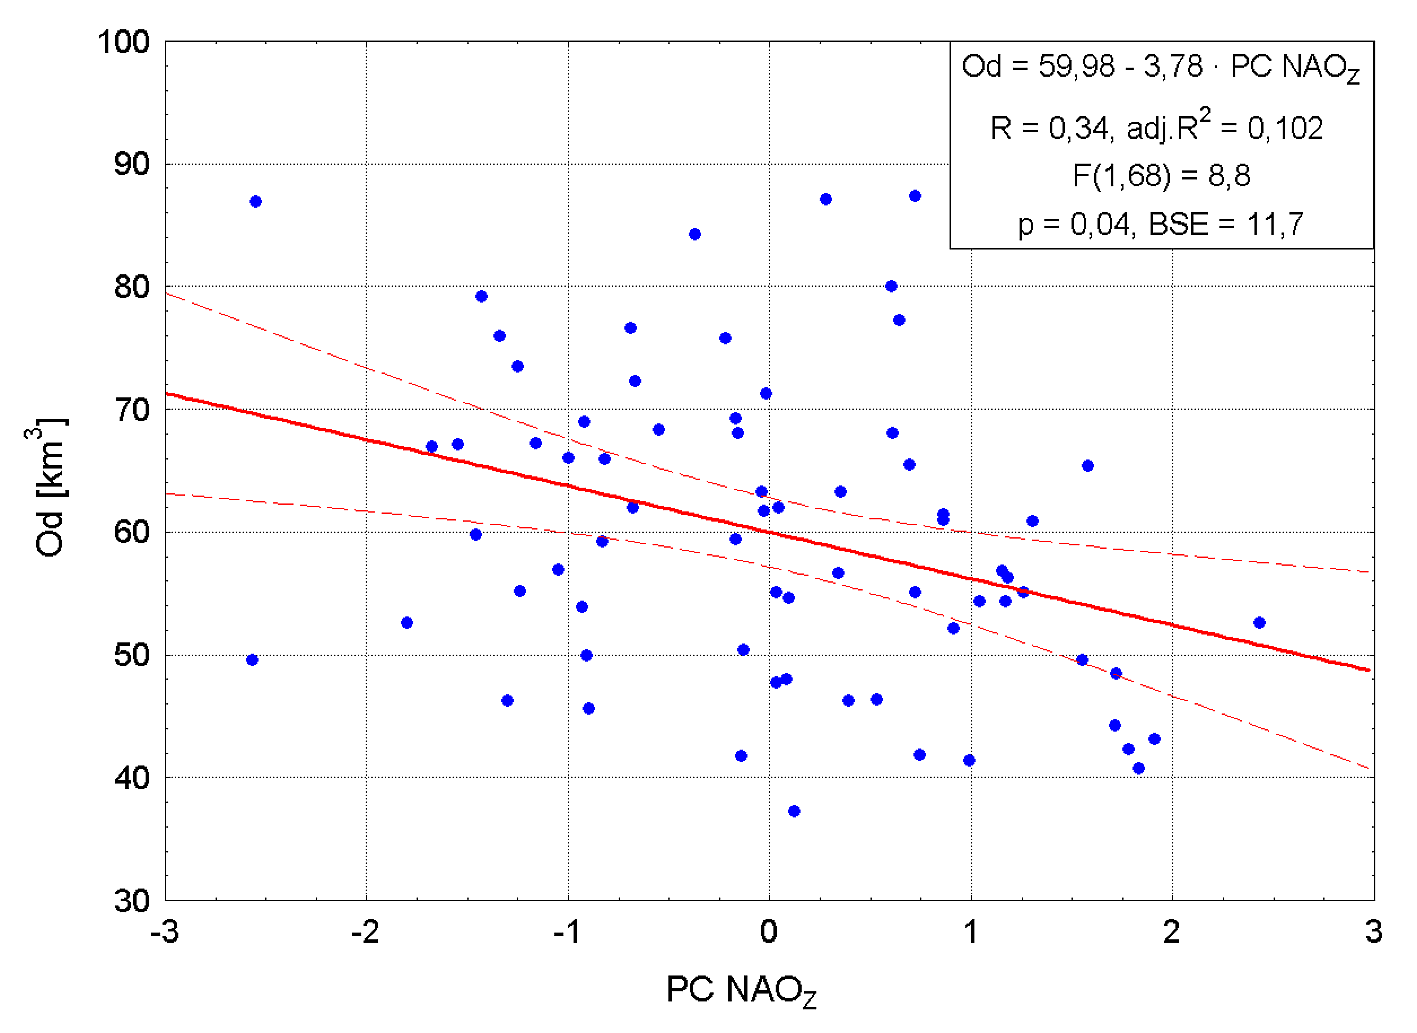 Od = 59,98 - 3,78 · PC NAO_Z
R = 0,34, adj.R² = 0,102
F(1,68) = 8,8
p = 0,04, BSE = 11,7
100
90
80
70
60
50
40
30
Od [km³]
-3 -2 -1 0 1 2 3
PC NAO_Z